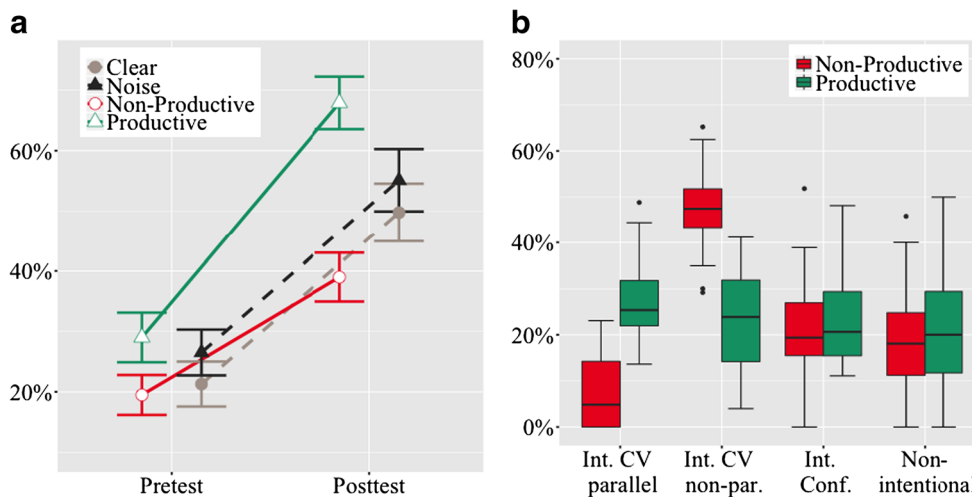 a
Clear
Noise
Non-Productive
Productive
60%
40%
20%
Pretest
Posttest
b
Non-Productive
Productive
80%
60%
40%
20%
0%
Int. CV
parallel
Int. CV
non-par.
Int.
Conf.
Non-
intentional